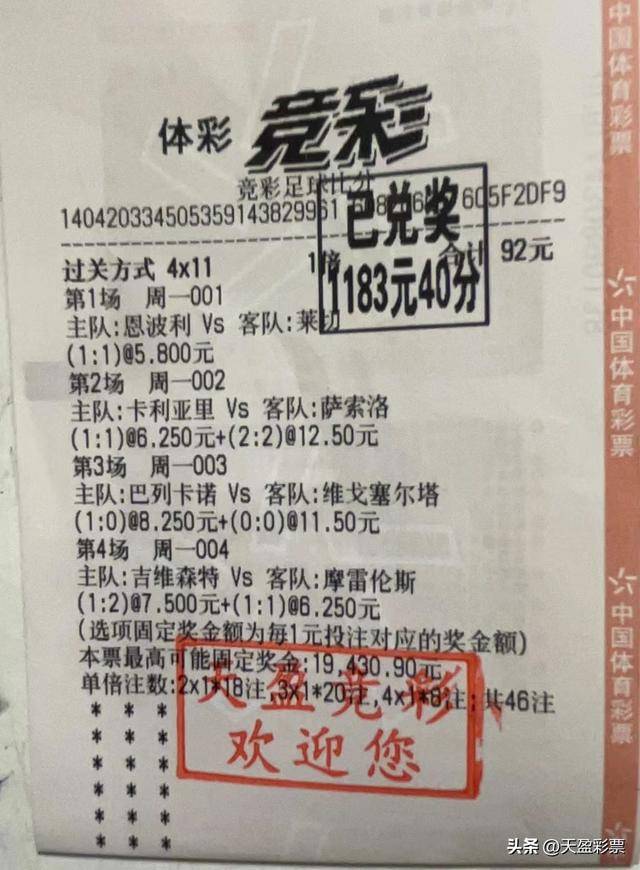 体彩 竞彩
竞彩足球比分
140420334505359143829961 605F2DF9
已兑奖
1183元40分
过关方式 4x11 1倍 合计 92元
第1场 周一001
主队:恩波利 Vs 客队:莱切
(1:1)@5.800元
第2场 周一002
主队:卡利亚里 Vs 客队:萨索洛
(1:1)@6.250元+(2:2)@12.50元
第3场 周一003
主队:巴列卡诺 Vs 客队:维戈塞尔塔
(1:0)@8.250元+(0:0)@11.50元
第4场 周一004
主队:吉维森特 Vs 客队:摩雷伦斯
(1:2)@7.500元+(1:1)@6.250元
(选项固定奖金额为每1元投注对应的奖金额)
本票最高可能固定奖金:19,430.90元
单倍注数:2x1*18注,3x1*20注,4x1*8注;共46注
* * *
* * *
* * *
* * *
* * *
* * *
天盈竞彩
欢迎您
中国体育彩票
中国体育彩票
中国体育彩票
头条 @天盈彩票